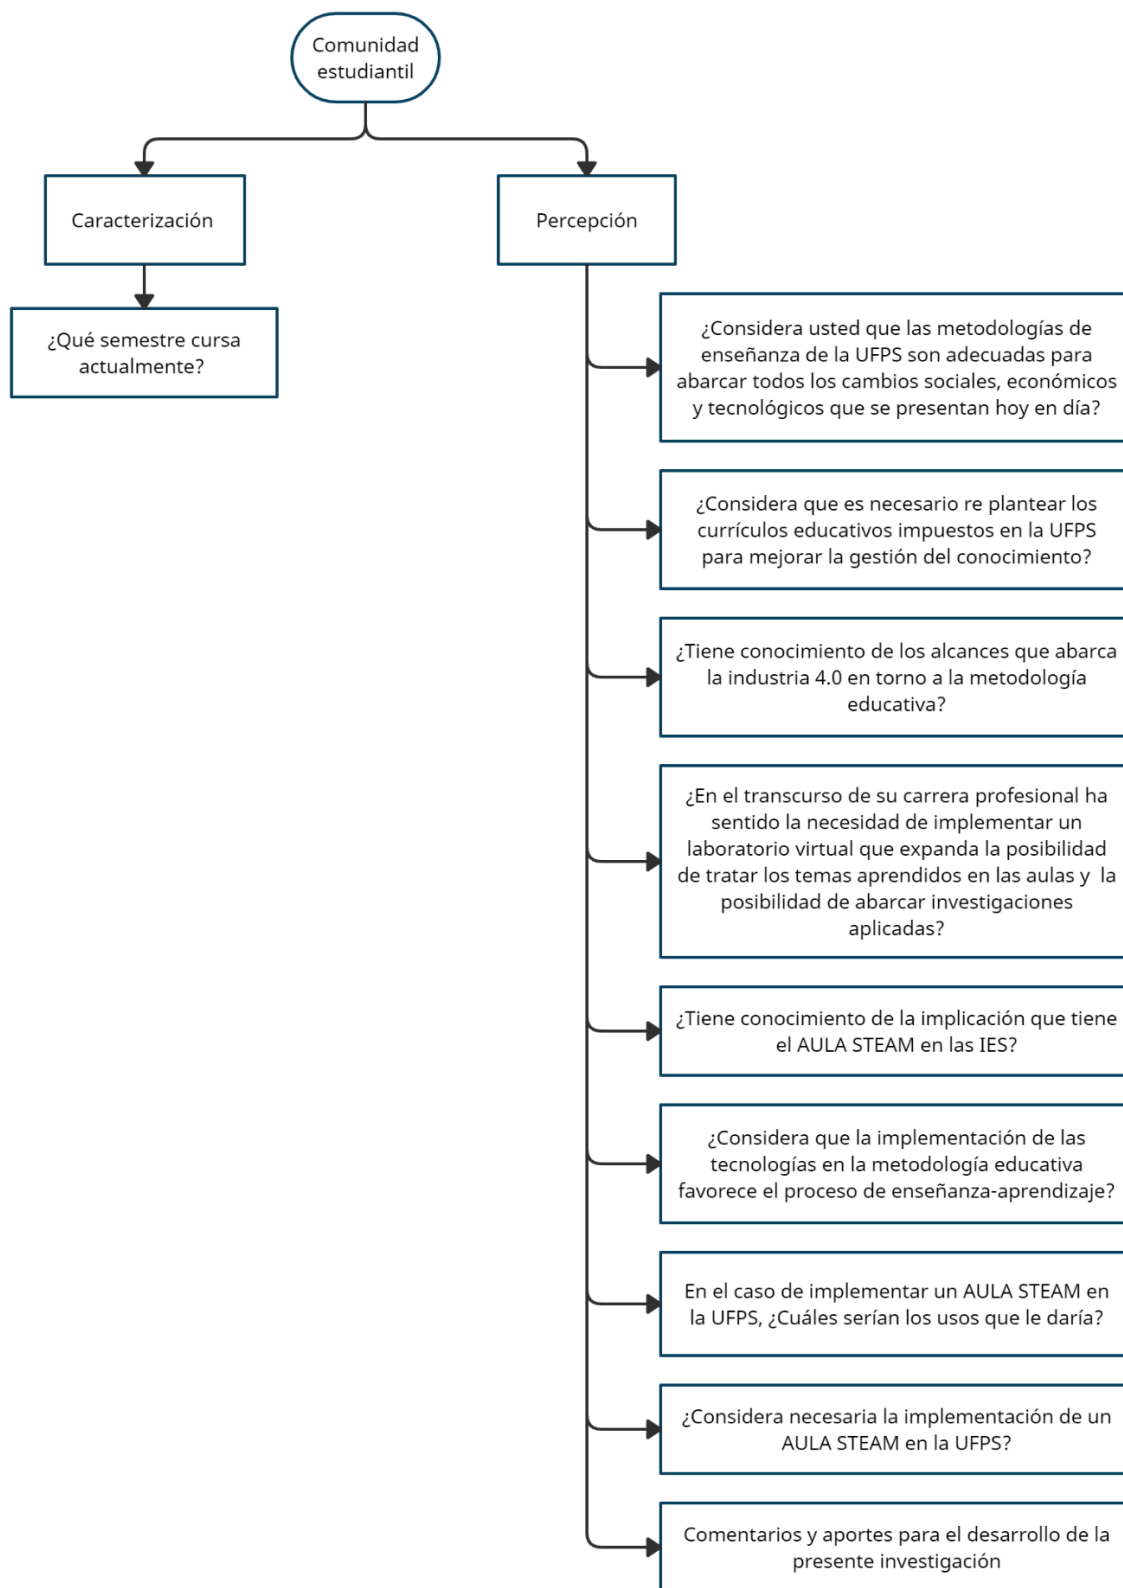 Comunidad
estudiantil
Caracterización
Percepción
¿Qué semestre cursa
actualmente?
¿Considera usted que las metodologías de
enseñanza de la UFPS son adecuadas para
abarcar todos los cambios sociales, económicos
y tecnológicos que se presentan hoy en día?
¿Considera que es necesario re plantear los
currículos educativos impuestos en la UFPS
para mejorar la gestión del conocimiento?
¿Tiene conocimiento de los alcances que abarca
la industria 4.0 en torno a la metodología
educativa?
¿En el transcurso de su carrera profesional ha
sentido la necesidad de implementar un
laboratorio virtual que expanda la posibilidad
de tratar los temas aprendidos en las aulas y  la
posibilidad de abarcar investigaciones
aplicadas?
¿Tiene conocimiento de la implicación que tiene
el AULA STEAM en las IES?
¿Considera que la implementación de las
tecnologías en la metodología educativa
favorece el proceso de enseñanza-aprendizaje?
En el caso de implementar un AULA STEAM en
la UFPS, ¿Cuáles serían los usos que le daría?
¿Considera necesaria la implementación de un
AULA STEAM en la UFPS?
Comentarios y aportes para el desarrollo de la
presente investigación